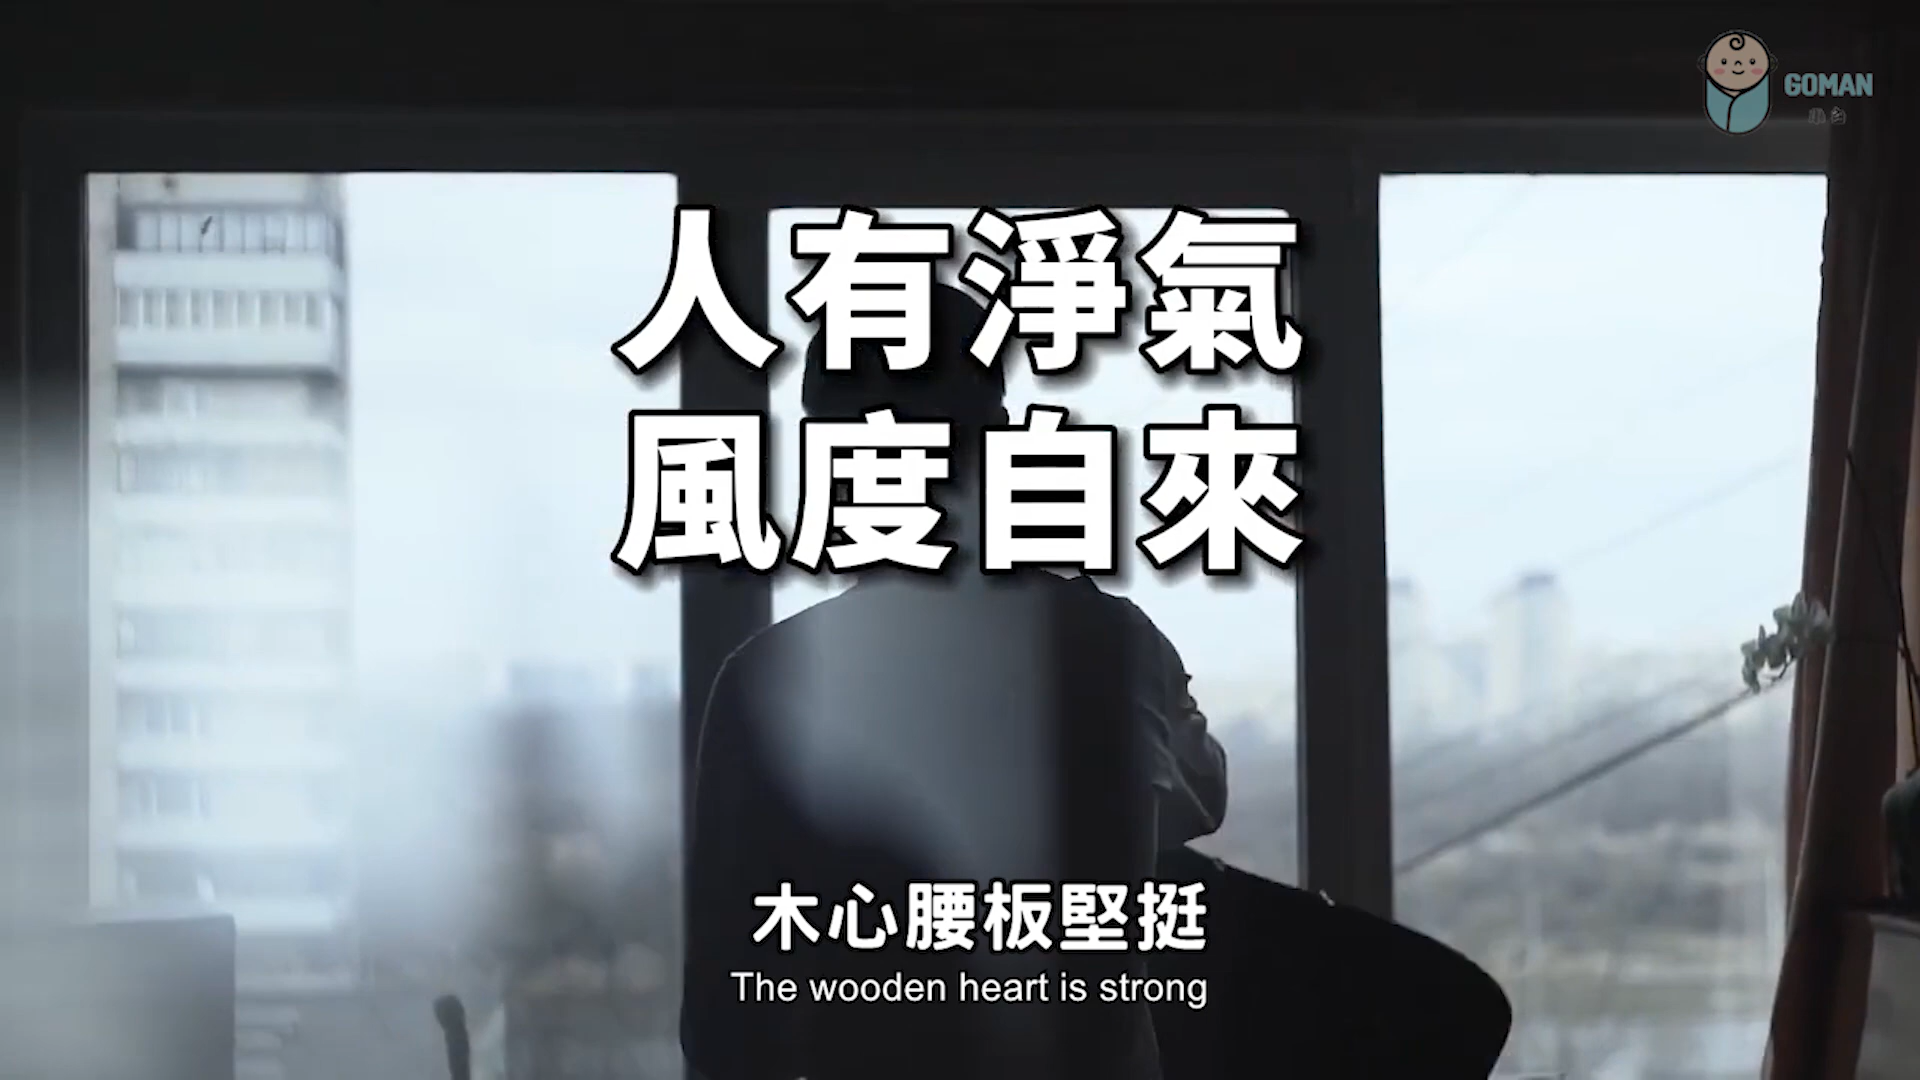 GOMAN
人有淨氣
風度自來
木心腰板堅挺
The wooden heart is strong